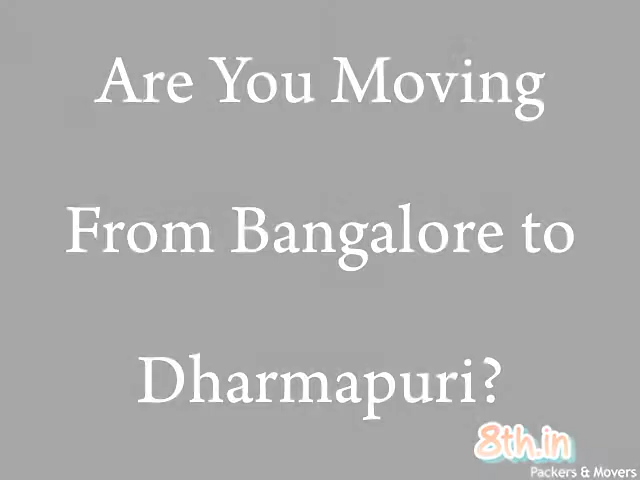 Are You Moving
From Bangalore to
Dharmapuri?
8th.in
Packers & Movers